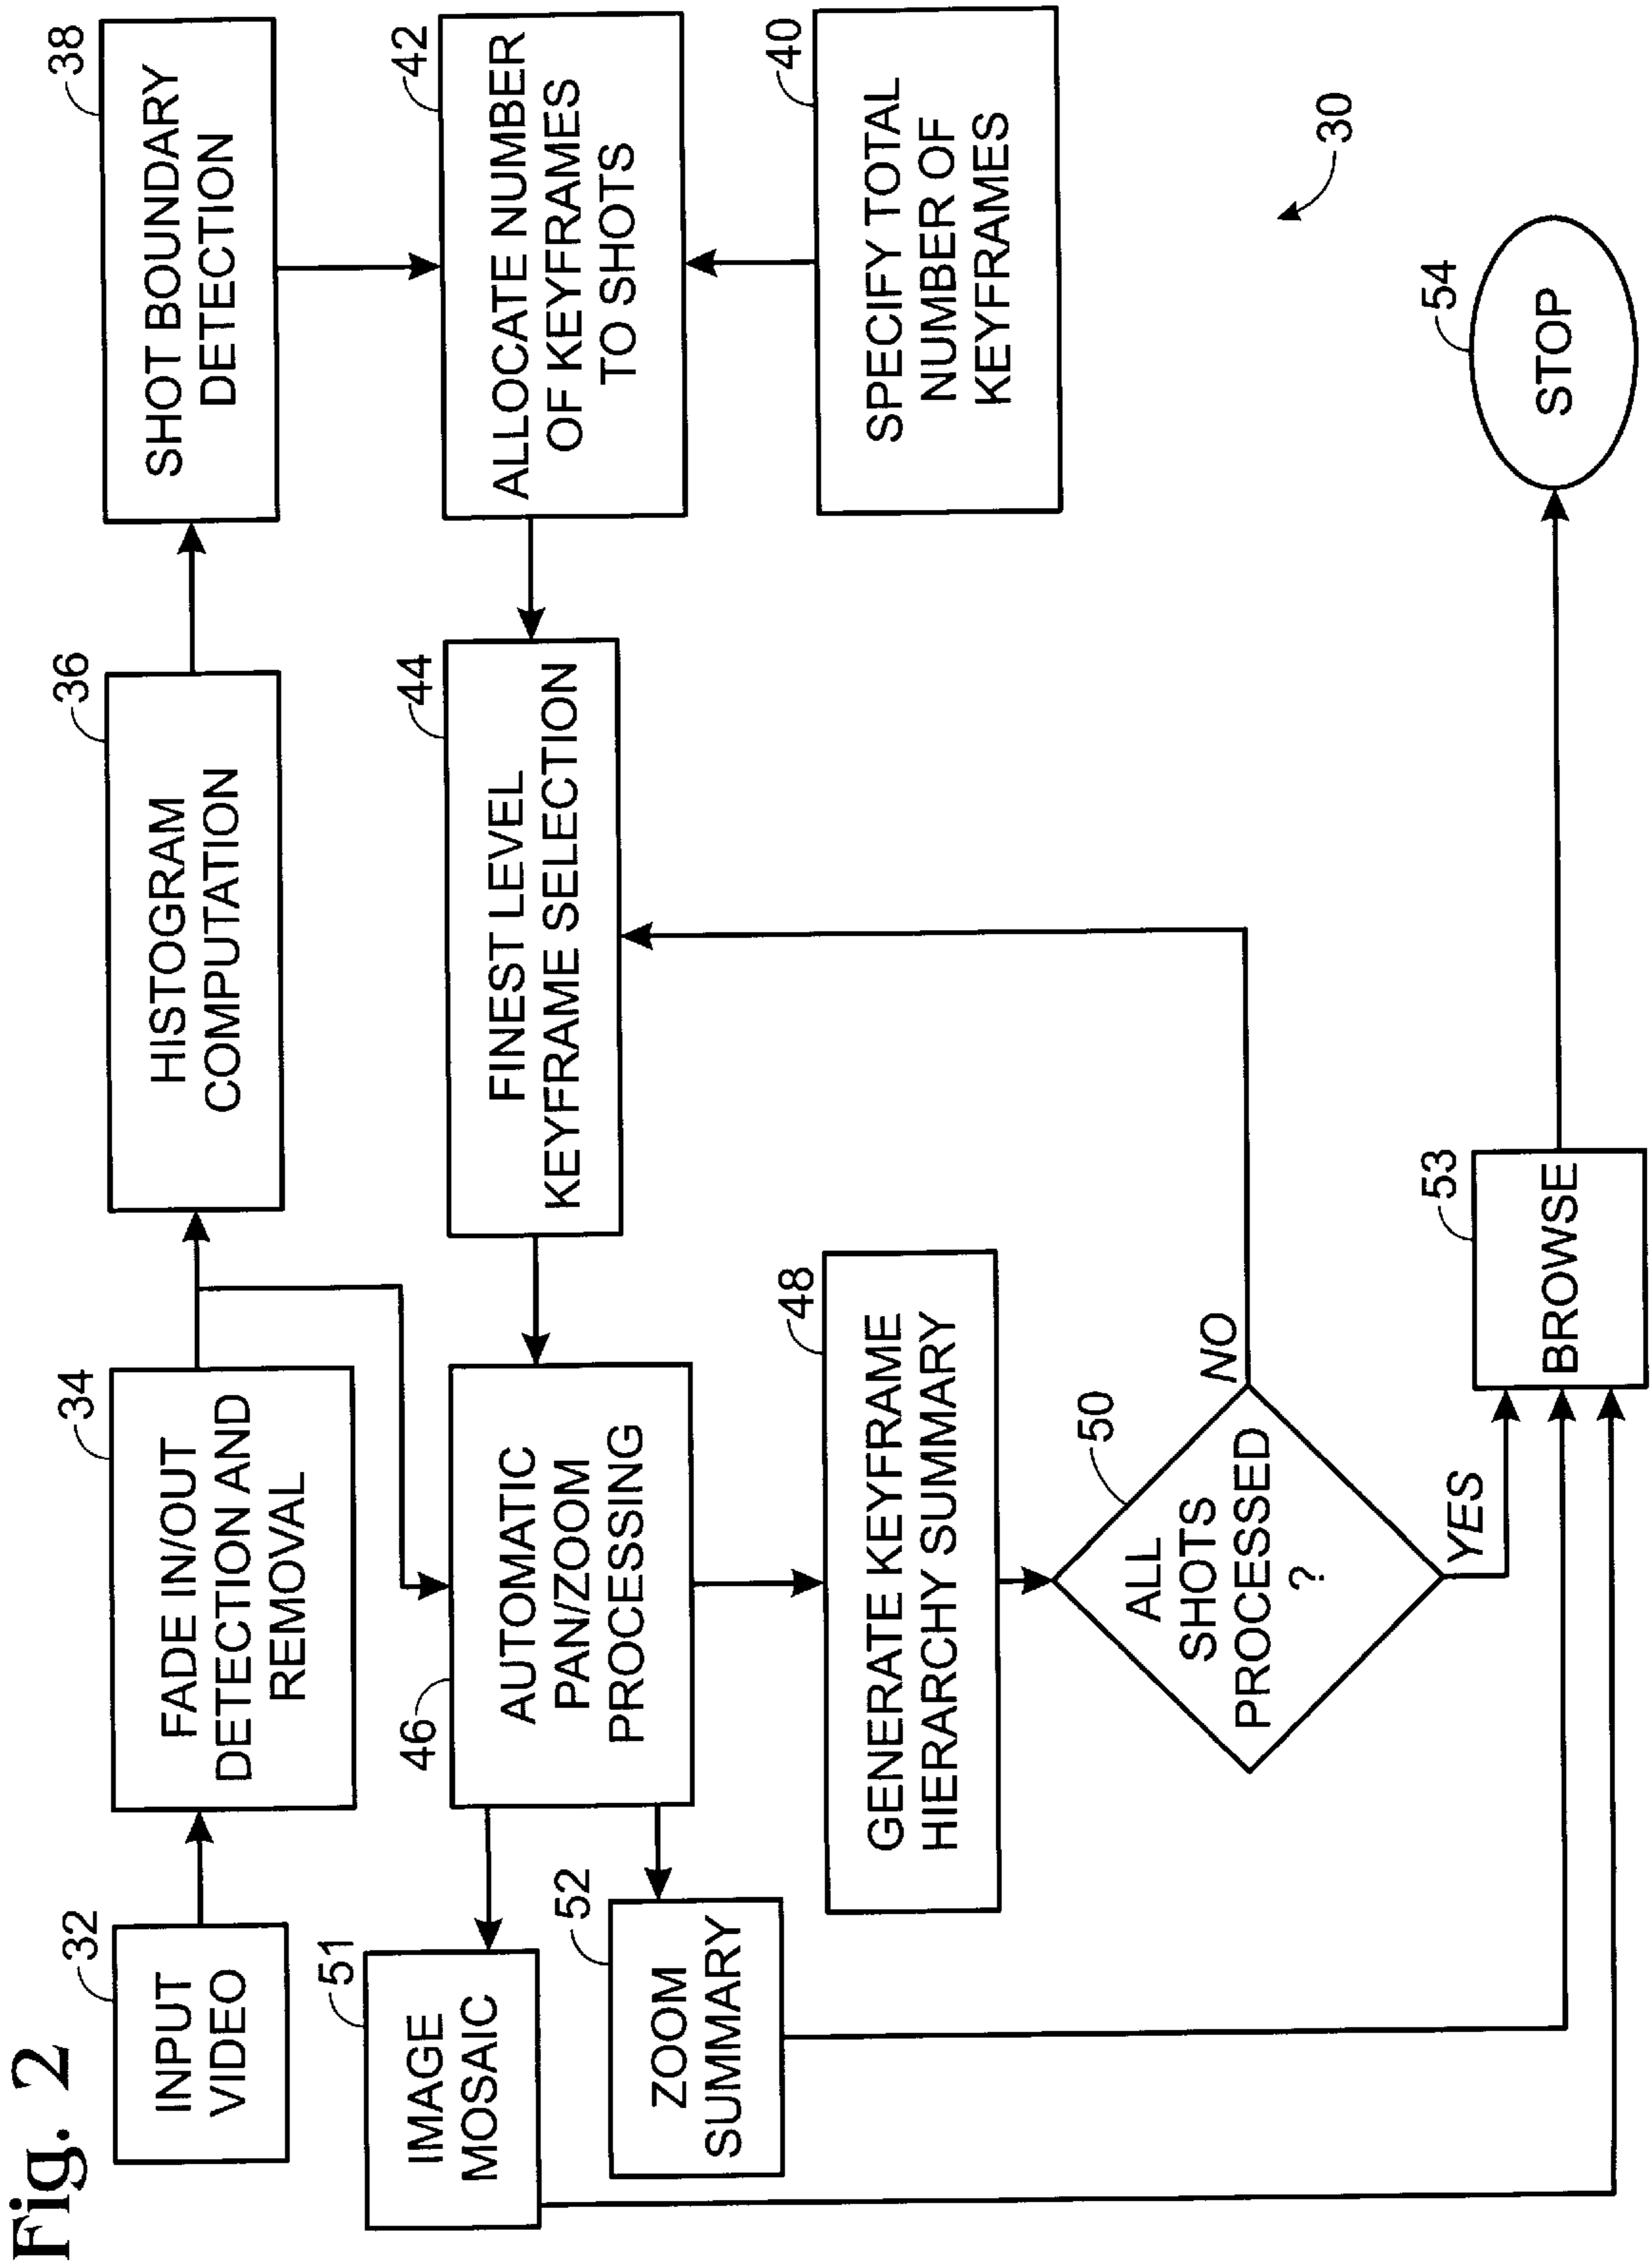 Fig. 2
32
INPUT
VIDEO
34
FADE IN/OUT
DETECTION AND
REMOVAL
36
HISTOGRAM
COMPUTATION
38
SHOT BOUNDARY
DETECTION
51
IMAGE
MOSAIC
46
AUTOMATIC
PAN/ZOOM
PROCESSING
44
FINEST LEVEL
KEYFRAME SELECTION
42
ALLOCATE NUMBER
OF KEYFRAMES
TO SHOTS
52
ZOOM
SUMMARY
48
GENERATE KEYFRAME
HIERARCHY SUMMARY
40
SPECIFY TOTAL
NUMBER OF
KEYFRAMES
50
ALL
SHOTS
PROCESSED
?
NO
YES
30
53
BROWSE
54
STOP